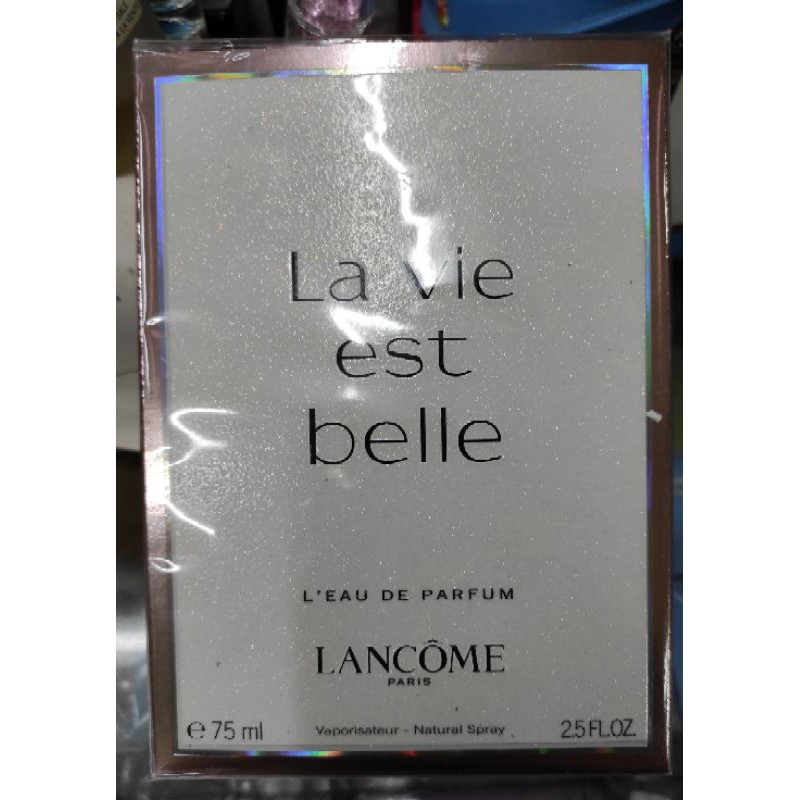 La vie
est
belle
L'EAU DE PARFUM
LANCÔME
PARIS
℮ 75 ml Vaporisateur - Natural Spray 2.5 FL.OZ.